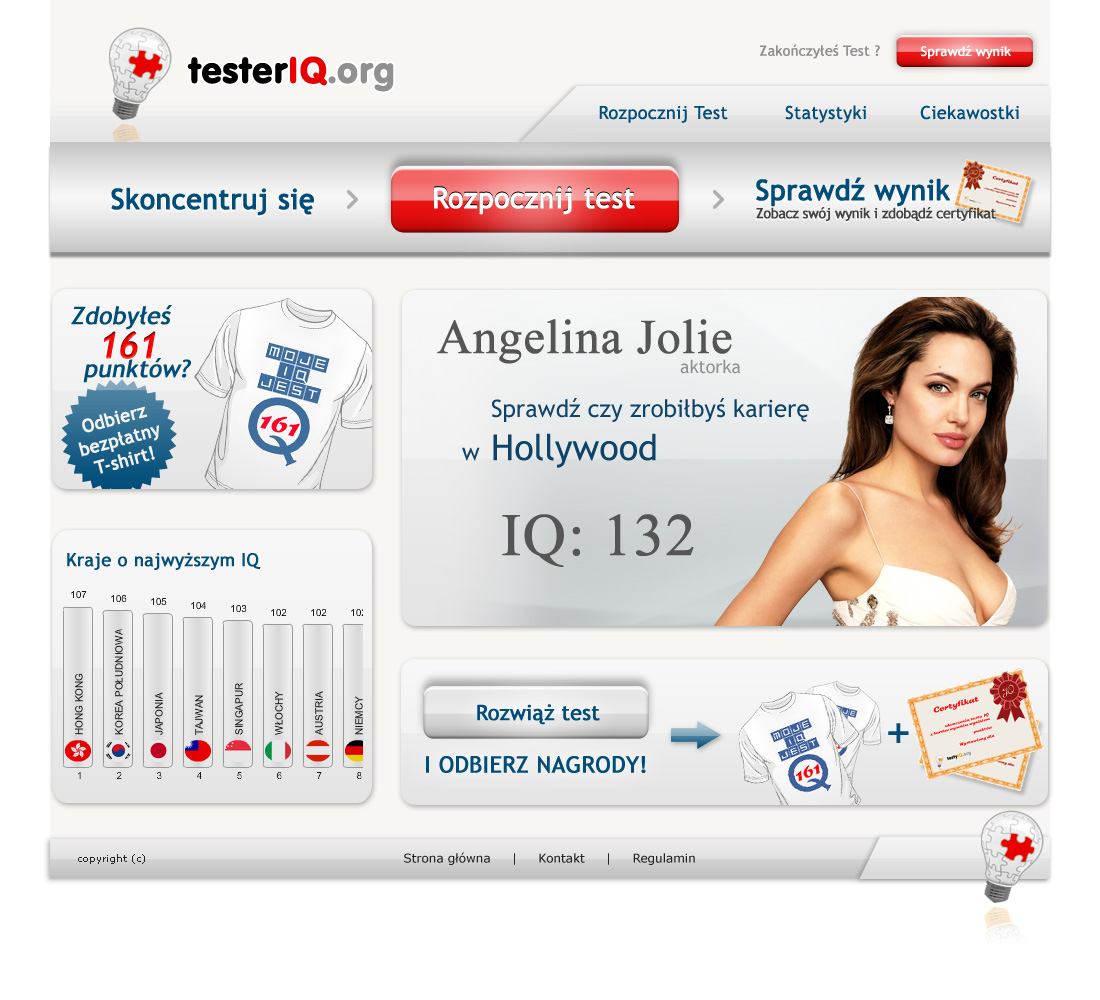 testerIQ.org
Zakończyłeś Test ?
Sprawdź wynik
Rozpocznij Test
Statystyki
Ciekawostki
Skoncentruj się
Rozpocznij test
Sprawdź wynik
Zobacz swój wynik i zdobądź certyfikat
Certyfikat
Zdobyłeś
161
punktów?
Odbierz
bezpłatny
T-shirt!
MOJE
IQ
JEST
161
Angelina Jolie
aktorka
Sprawdź czy zrobiłbyś karierę
w Hollywood
IQ: 132
Kraje o najwyższym IQ
107
106
105
104
103
102
102
102
HONG KONG
KOREA POŁUDNIOWA
JAPONIA
TAJWAN
SINGAPUR
WŁOCHY
AUSTRIA
NIEMCY
1
2
3
4
5
6
7
8
Rozwiąż test
I ODBIERZ NAGRODY!
MOJE
IQ
JEST
161
+
Certyfikat
IQ
testerIQ.org
copyright (c)
Strona główna | Kontakt | Regulamin